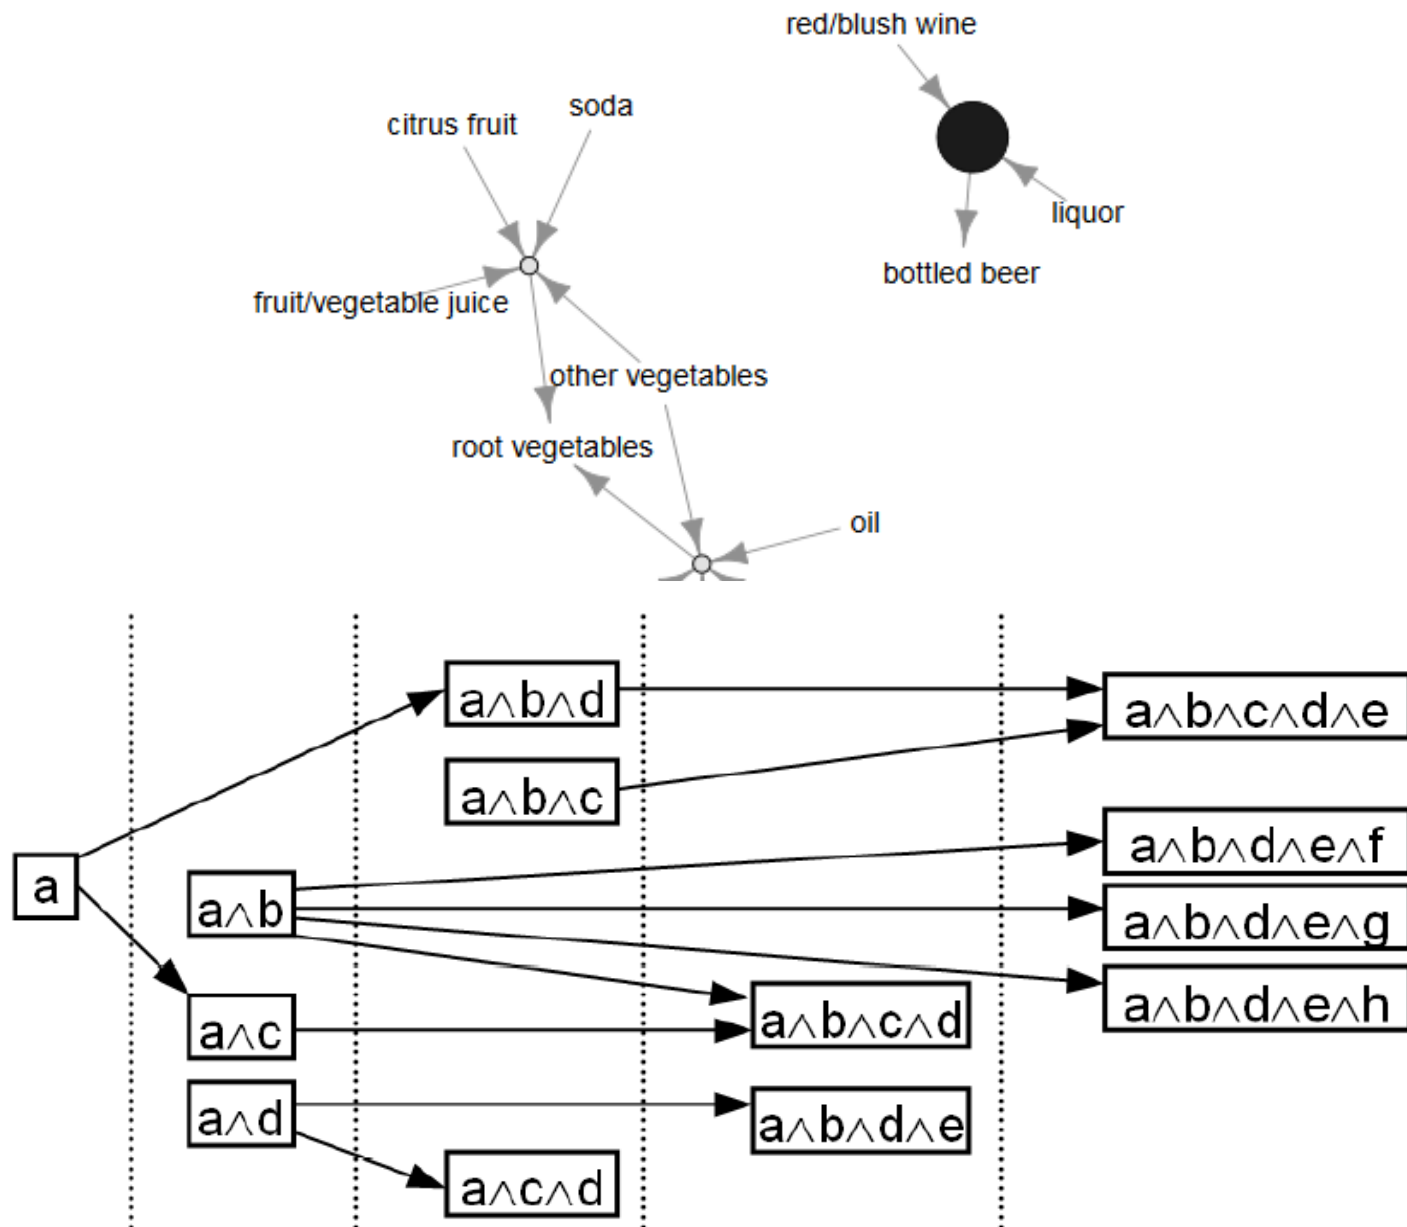 red/blush wine
soda
citrus fruit
liquor
bottled beer
fruit/vegetable juice
other vegetables
root vegetables
oil
a∧b∧d
a∧b∧c∧d∧e
a∧b∧c
a∧b∧d∧e∧f
a
a∧b
a∧b∧d∧e∧g
a∧b∧d∧e∧h
a∧c
a∧b∧c∧d
a∧d
a∧b∧d∧e
a∧c∧d